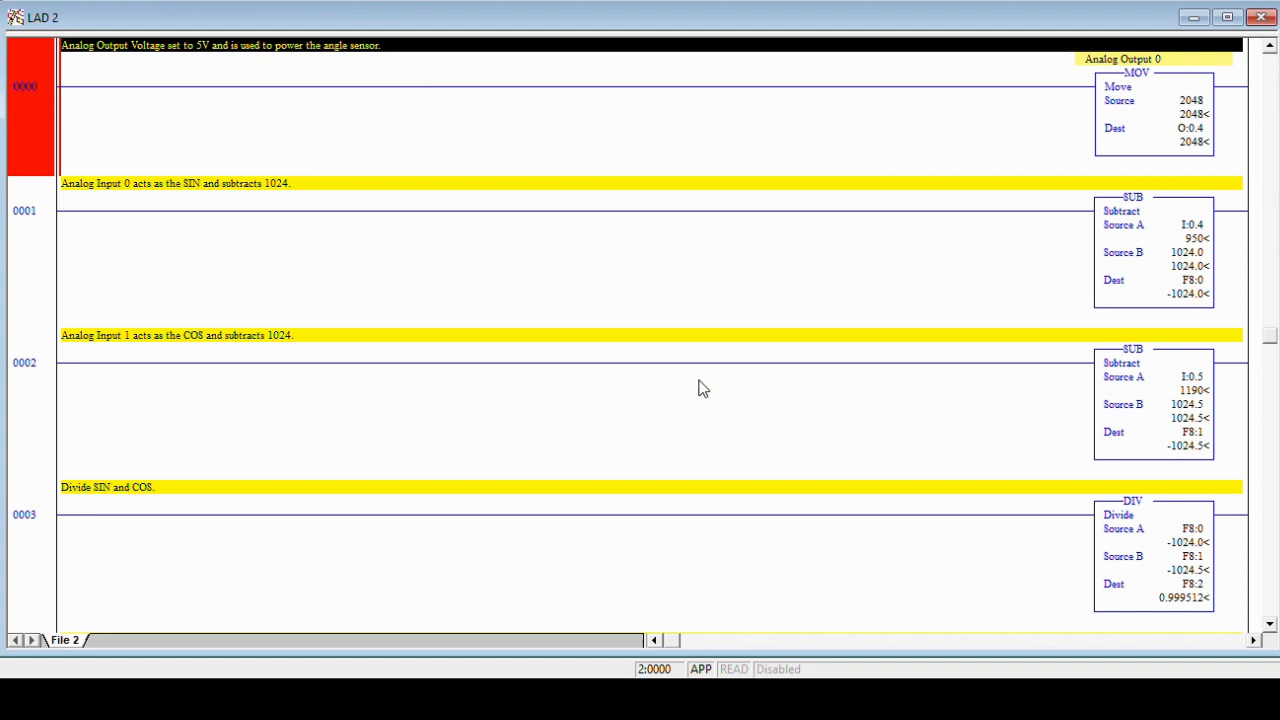 LAD 2
Analog Output Voltage set to 5V and is used to power the angle sensor.
Analog Output 0
0000
MOV
Move
Source 2048
2048<
Dest O:0.4
2048<
Analog Input 0 acts as the SIN and subtracts 1024.
0001
SUB
Subtract
Source A I:0.4
950<
Source B 1024.0
1024.0<
Dest F8:0
-1024.0<
Analog Input 1 acts as the COS and subtracts 1024.
0002
SUB
Subtract
Source A I:0.5
1190<
Source B 1024.5
1024.5<
Dest F8:1
-1024.5<
Divide SIN and COS.
0003
DIV
Divide
Source A F8:0
-1024.0<
Source B F8:1
-1024.5<
Dest F8:2
0.999512<
File 2
2:0000 APP READ Disabled